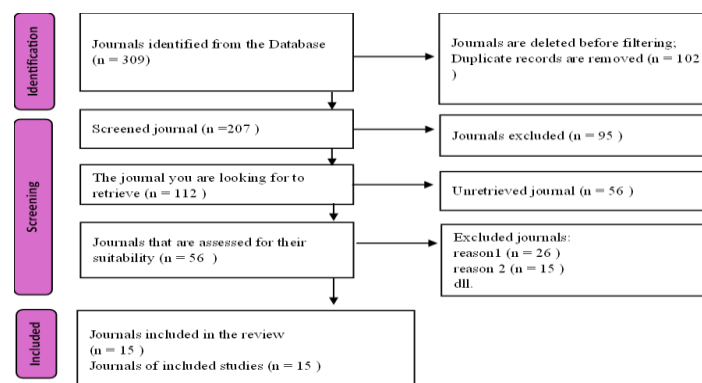 Identification
Journals identified from the Database
(n = 309)
Journals are deleted before filtering;
Duplicate records are removed (n = 102
)
Screening
Screened journal (n =207 )
Journals excluded (n = 95 )
The journal you are looking for to
retrieve (n = 112 )
Unretrieved journal (n = 56 )
Journals that are assessed for their
suitability (n = 56 )
Excluded journals:
reason1 (n = 26 )
reason 2 (n = 15 )
dll.
Included
Journals included in the review
(n = 15 )
Journals of included studies (n = 15 )